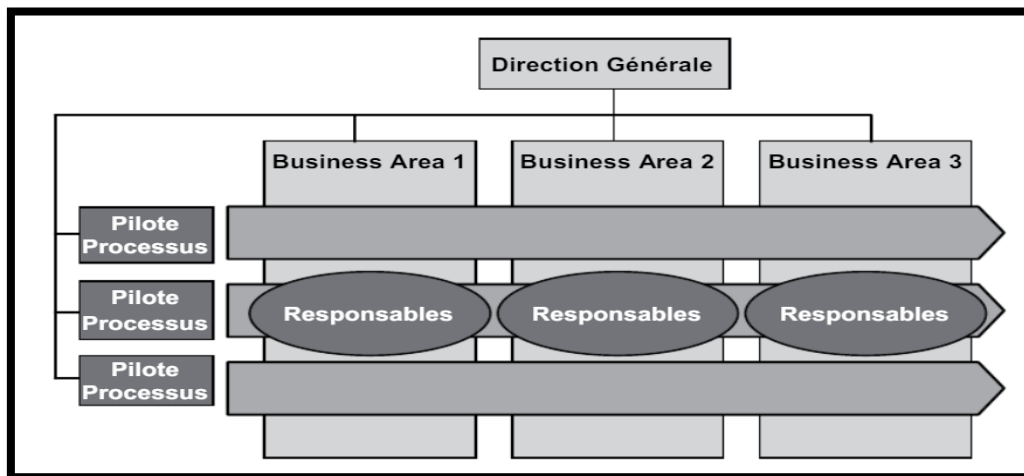 Direction Générale
Business Area 1
Business Area 2
Business Area 3
Pilote
Processus
Pilote
Processus
Responsables
Responsables
Responsables
Pilote
Processus